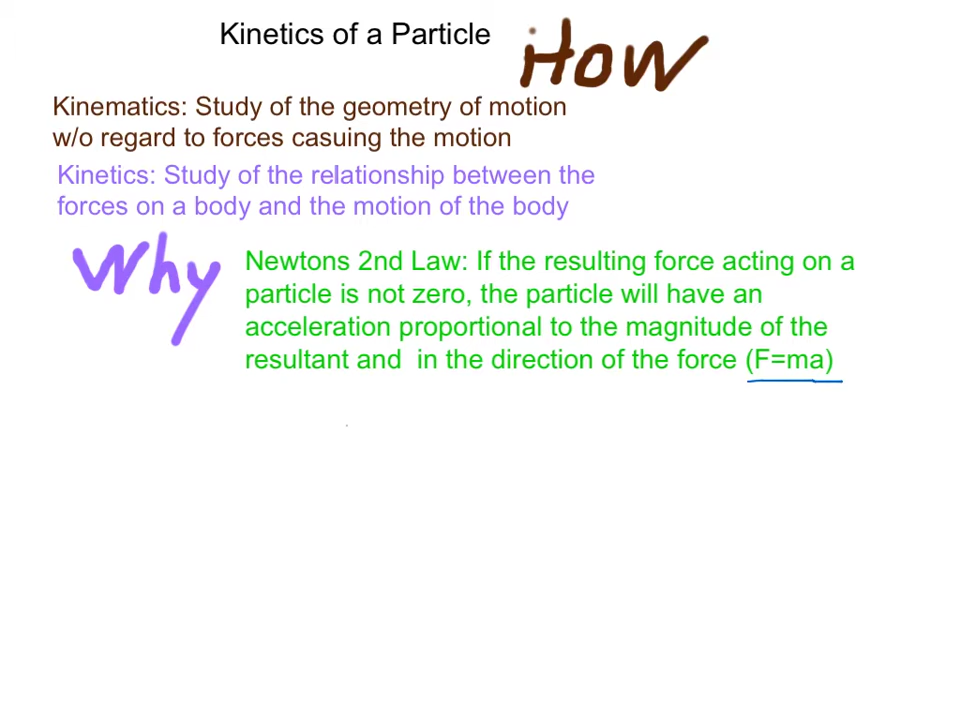 Kinetics of a Particle
How
Kinematics: Study of the geometry of motion
w/o regard to forces casuing the motion
Kinetics: Study of the relationship between the
forces on a body and the motion of the body
Why
Newtons 2nd Law: If the resulting force acting on a
particle is not zero, the particle will have an
acceleration proportional to the magnitude of the
resultant and in the direction of the force (F=ma)